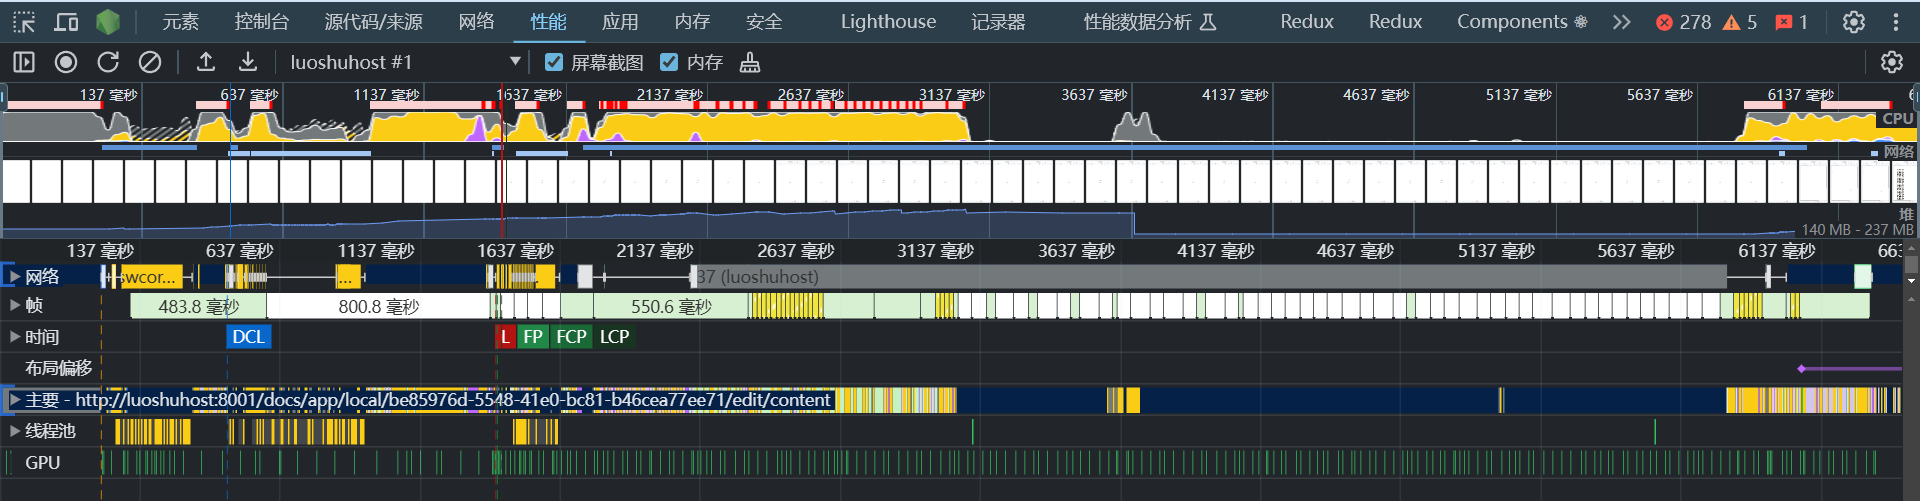 元素 控制台 源代码/来源 网络 性能 应用 内存 安全 Lighthouse 记录器 性能数据分析 Redux Redux Components ⚛ 278 5 1
luoshuhost #1 屏幕截图 内存
137 毫秒 637 毫秒 1137 毫秒 1637 毫秒 2137 毫秒 2637 毫秒 3137 毫秒 3637 毫秒 4137 毫秒 4637 毫秒 5137 毫秒 5637 毫秒 6137 毫秒
CPU
网络
堆
140 MB - 237 MB
137 毫秒 637 毫秒 1137 毫秒 1637 毫秒 2137 毫秒 2637 毫秒 3137 毫秒 3637 毫秒 4137 毫秒 4637 毫秒 5137 毫秒 5637 毫秒 6137 毫秒 663
网络 wcor... ... 37 (luoshuhost)
帧 483.8 毫秒 800.8 毫秒 550.6 毫秒
时间 DCL L FP FCP LCP
布局偏移
主要 - http://luoshuhost:8001/docs/app/local/be85976d-5548-41e0-bc81-b46cea77ee71/edit/content
线程池
GPU